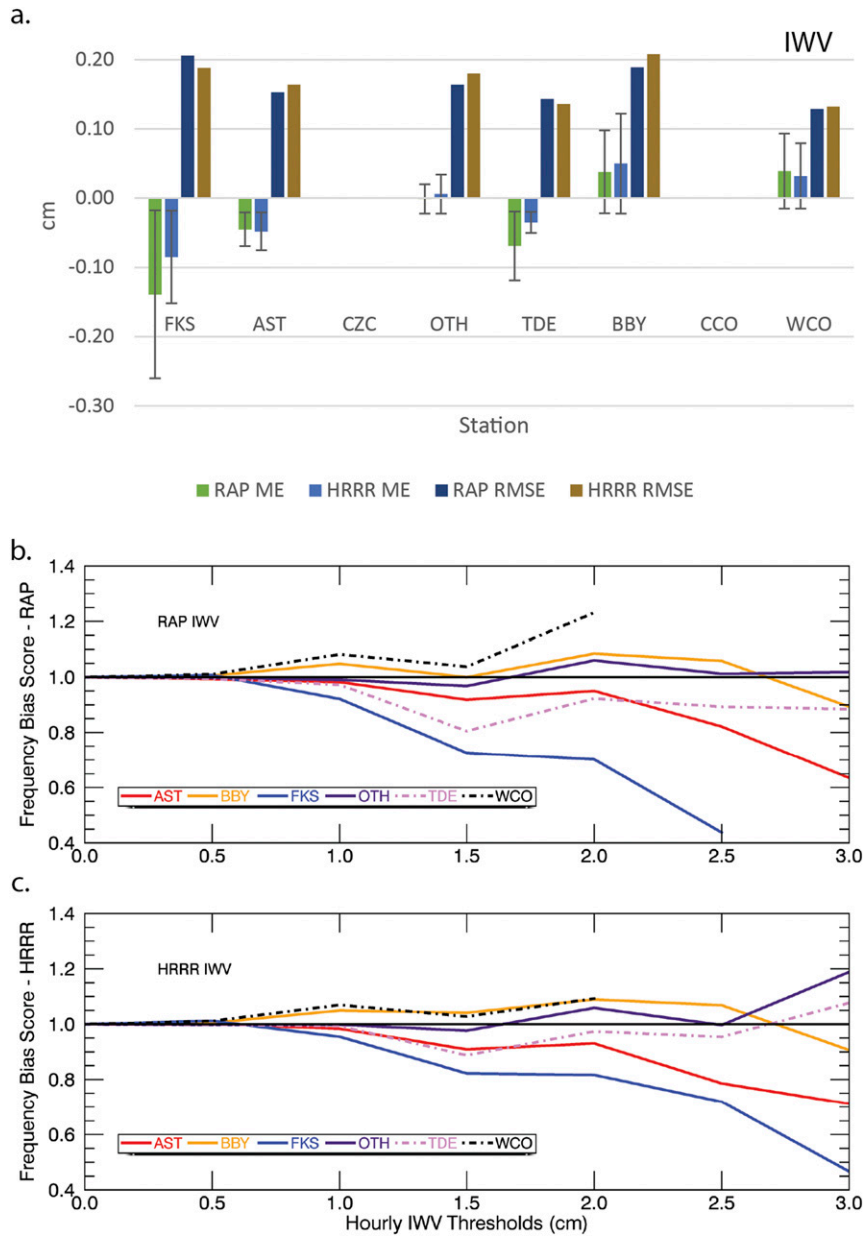 a.
IWV
0.20
0.10
0.00
-0.10
-0.20
-0.30
cm
FKS AST CZC OTH TDE BBY CCO WCO
Station
RAP ME HRRR ME RAP RMSE HRRR RMSE
b.
1.4
1.2
1.0
0.8
0.6
0.4
Frequency Bias Score - RAP
RAP IWV
AST BBY FKS OTH TDE WCO
0.0 0.5 1.0 1.5 2.0 2.5 3.0
c.
1.4
1.2
1.0
0.8
0.6
0.4
Frequency Bias Score - HRRR
HRRR IWV
AST BBY FKS OTH TDE WCO
0.0 0.5 1.0 1.5 2.0 2.5 3.0
Hourly IWV Thresholds (cm)